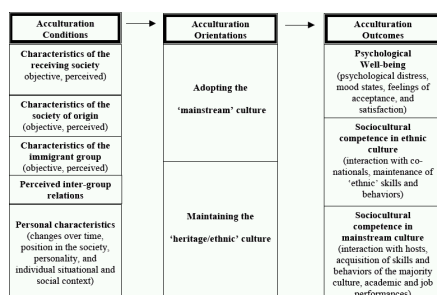 Acculturation
Conditions
Acculturation
Orientations
Acculturation
Outcomes
Characteristics of the
receiving society
objective, perceived)
Characteristics of the
society of origin
(objective, perceived)
Characteristics of the
immigrant group
(objective, perceived)
Perceived inter-group
relations
Personal characteristics
(changes over time,
position in the society,
personality, and
individual situational and
social context)
Adopting the
‘mainstream’ culture
Maintaining the
‘heritage/ethnic’ culture
Psychological
Well-being
(psychological distress,
mood states, feelings of
acceptance, and
satisfaction)
Sociocultural
competence in ethnic
culture
(interaction with co-
nationals, maintenance of
‘ethnic’ skills and
behaviors)
Sociocultural
competence in
mainstream culture
(interaction with hosts,
acquisition of skills and
behaviors of the majority
culture, academic and job
performances)